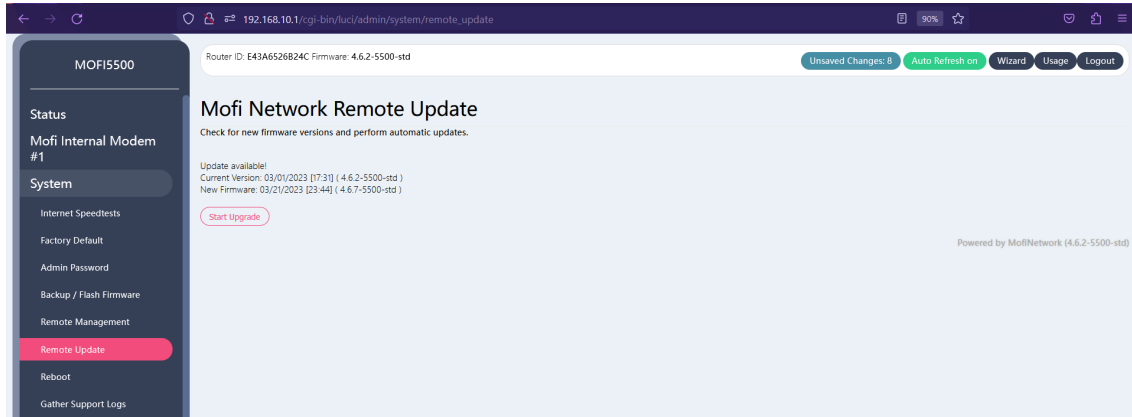 192.168.10.1/cgi-bin/luci/admin/system/remote_update
90%
MOFI5500
Status
Mofi Internal Modem
#1
System
Internet Speedtests
Factory Default
Admin Password
Backup / Flash Firmware
Remote Management
Remote Update
Reboot
Gather Support Logs
Router ID: E43A6526B24C Firmware: 4.6.2-5500-std
Unsaved Changes: 8 Auto Refresh on Wizard Usage Logout
Mofi Network Remote Update
Check for new firmware versions and perform automatic updates.
Update available!
Current Version: 03/01/2023 [17:31] ( 4.6.2-5500-std )
New Firmware: 03/21/2023 [23:44] ( 4.6.7-5500-std )
Start Upgrade
Powered by MofiNetwork (4.6.2-5500-std)